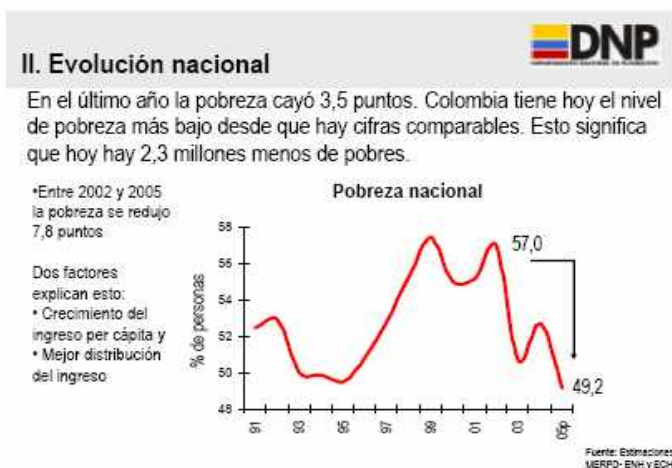 DNP
II. Evolución nacional
En el último año la pobreza cayó 3,5 puntos. Colombia tiene hoy el nivel
de pobreza más bajo desde que hay cifras comparables. Esto significa
que hoy hay 2,3 millones menos de pobres.
•Entre 2002 y 2005
la pobreza se redujo
7,8 puntos
Dos factores
explican esto:
• Crecimiento del
ingreso per cápita y
• Mejor distribución
del ingreso
Pobreza nacional
% de personas
58
56
54
52
50
48
57,0
49,2
91
93
95
97
99
01
03
05p
Fuente: Estimaciones
MERPD- ENH y ECH